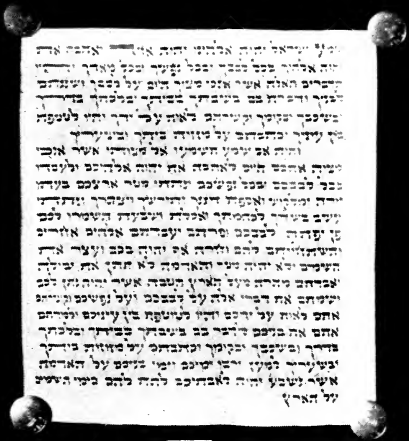 שמע ישראל יהוה אלהינו יהוה אחד ואהבת את
יהוה אלהיך בכל לבבך ובכל נפשך ובכל מאדך והיו
הדברים האלה אשר אנכי מצוך היום על לבבך ושננתם
לבניך ודברת בם בשבתך בביתך ובלכתך בדרך
ובשכבך ובקומך וקשרתם לאות על ידך והיו לטטפת
בין עיניך וכתבתם על מזזות ביתך ובשעריך
והיה אם שמע תשמעו אל מצותי אשר אנכי
מצוה אתכם היום לאהבה את יהוה אלהיכם ולעבדו
בכל לבבכם ובכל נפשכם ונתתי מטר ארצכם בעתו
יורה ומלקוש ואספת דגנך ותירשך ויצהרך ונתתי
עשב בשדך לבהמתך ואכלת ושבעת השמרו לכם
פן יפתה לבבכם וסרתם ועבדתם אלהים אחרים
והשתחויתם להם וחרה אף יהוה בכם ועצר את
השמים ולא יהיה מטר והאדמה לא תתן את יבולה
ואבדתם מהרה מעל הארץ הטבה אשר יהוה נתן לכם
ושמתם את דברי אלה על לבבכם ועל נפשכם וקשרתם
אתם לאות על ידכם והיו לטוטפת בין עיניכם ולמדתם
אתם את בניכם לדבר בם בשבתך בביתך ובלכתך
בדרך ובשכבך ובקומך וכתבתם על מזוזות ביתך
ובשעריך למען ירבו ימיכם וימי בניכם על האדמה
אשר נשבע יהוה לאבתיכם לתת להם כימי השמים
על הארץ